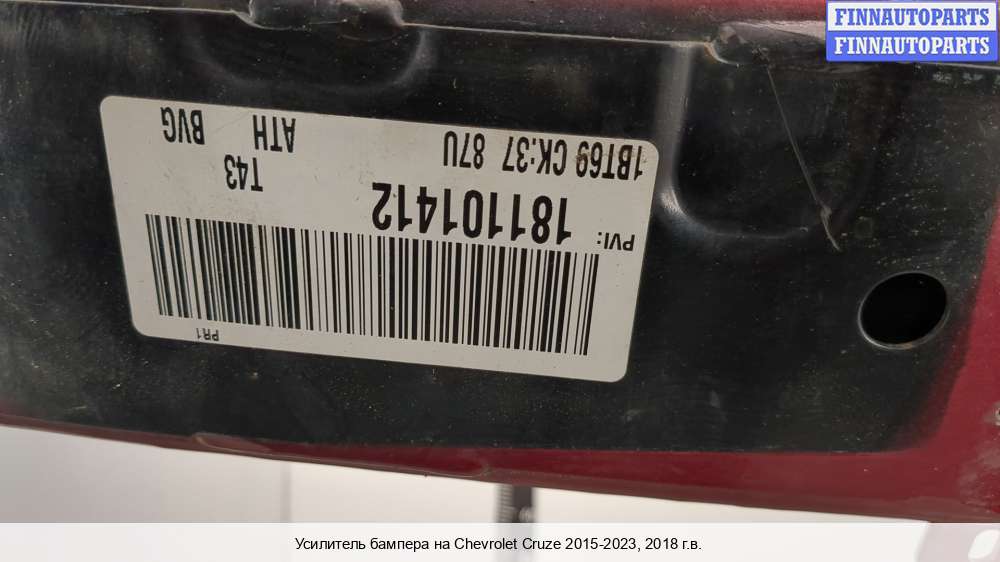 FINNAUTOPARTS
FINNAUTOPARTS
1BT69 CK:37 87U ATH BVG
PVI: 181101412 T43
PR1
Усилитель бампера на Chevrolet Cruze 2015-2023, 2018 г.в.